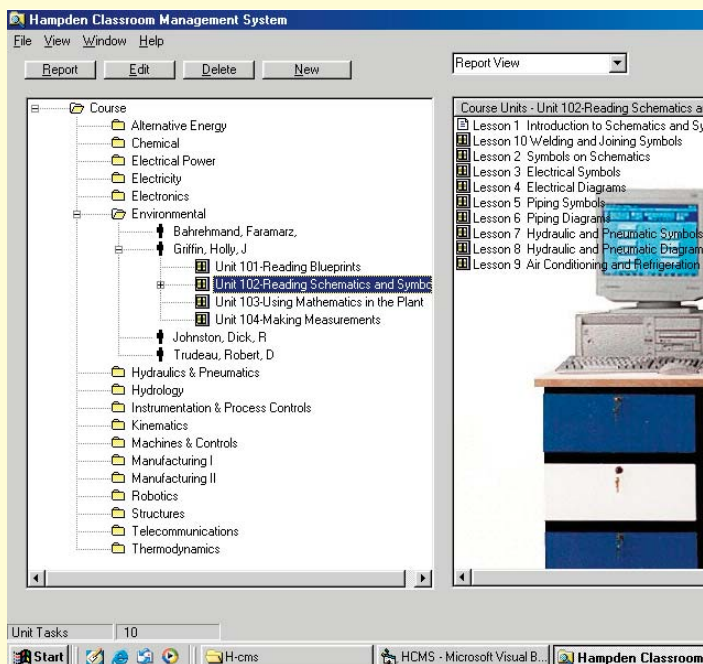 Hampden Classroom Management System
File View Window Help
Report Edit Delete New
Report View
Course
Alternative Energy
Chemical
Electrical Power
Electricity
Electronics
Environmental
Bahrehmand, Faramarz,
Griffin, Holly, J
Unit 101-Reading Blueprints
Unit 102-Reading Schematics and Symbo
Unit 103-Using Mathematics in the Plant
Unit 104-Making Measurements
Johnston, Dick, R
Trudeau, Robert, D
Hydraulics & Pneumatics
Hydrology
Instrumentation & Process Controls
Kinematics
Machines & Controls
Manufacturing I
Manufacturing II
Robotics
Structures
Telecommunications
Thermodynamics
Course Units - Unit 102-Reading Schematics a
Lesson 1 Introduction to Schematics and Sy
Lesson 10 Welding and Joining Symbols
Lesson 2 Symbols on Schematics
Lesson 3 Electrical Symbols
Lesson 4 Electrical Diagrams
Lesson 5 Piping Symbols
Lesson 6 Piping Diagrams
Lesson 7 Hydraulic and Pneumatic Symbols
Lesson 8 Hydraulic and Pneumatic Diagram
Lesson 9 Air Conditioning and Refrigeration
Unit Tasks 10
Start H-cms HCMS - Microsoft Visual B... Hampden Classroom